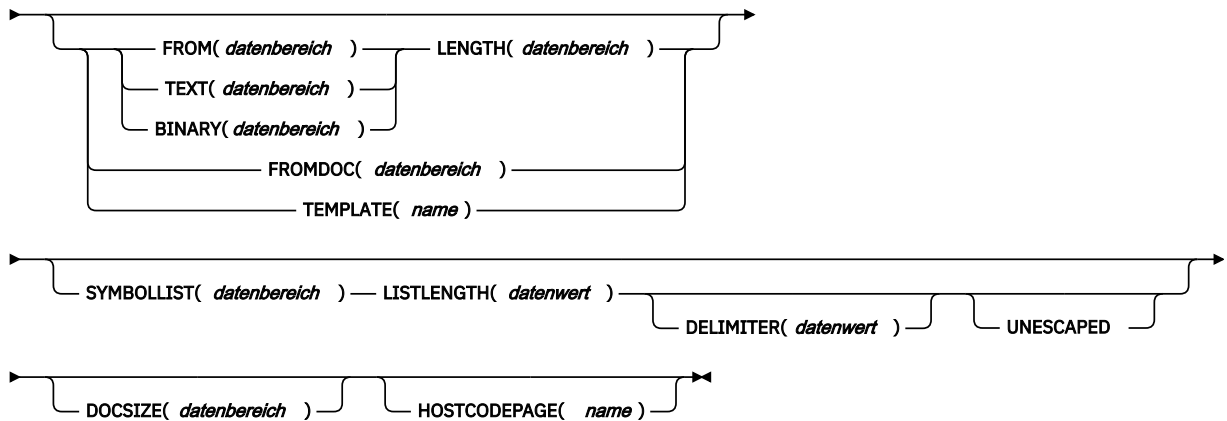 FROM( datenbereich ) LENGTH( datenbereich )
TEXT( datenbereich )
BINARY( datenbereich )
FROMDOC( datenbereich )
TEMPLATE( name )
SYMBOLLIST( datenbereich ) LISTLENGTH( datenwert )
DELIMITER( datenwert ) UNESCAPED
DOCSIZE( datenbereich ) HOSTCODEPAGE( name )